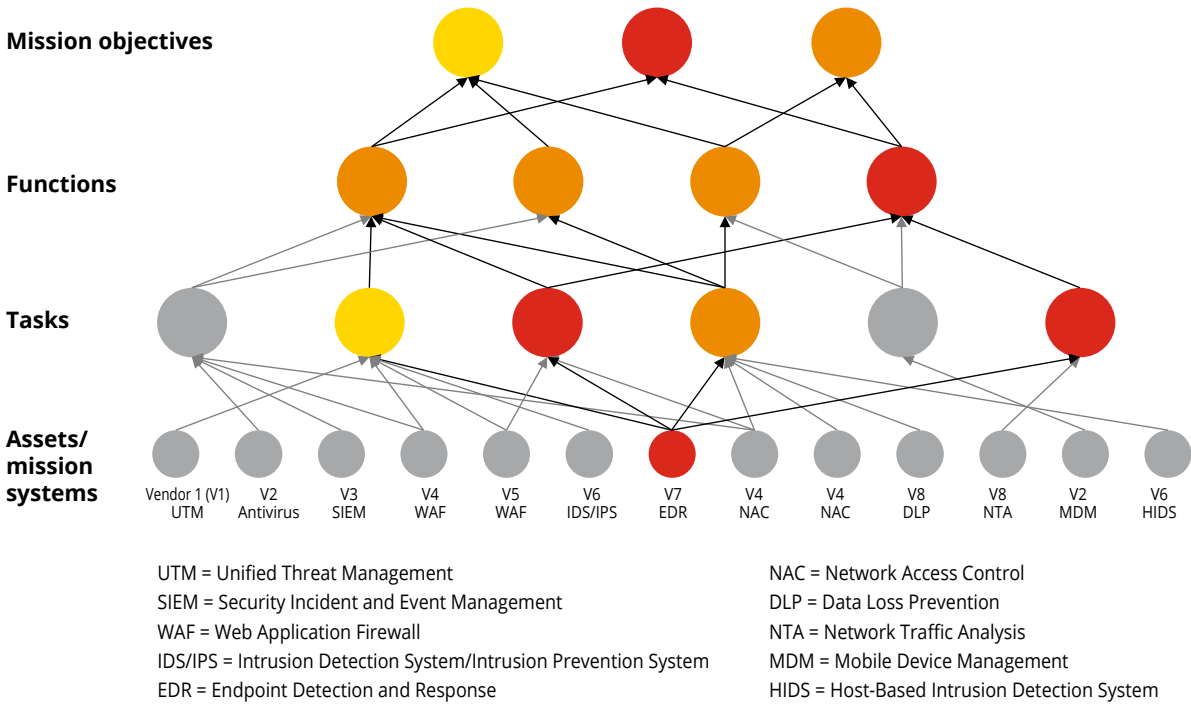 Mission objectives
Functions
Tasks
Assets/
mission
systems
Vendor 1 (V1)
UTM
V2
Antivirus
V3
SIEM
V4
WAF
V5
WAF
V6
IDS/IPS
V7
EDR
V4
NAC
V4
NAC
V8
DLP
V8
NTA
V2
MDM
V6
HIDS
UTM = Unified Threat Management
SIEM = Security Incident and Event Management
WAF = Web Application Firewall
IDS/IPS = Intrusion Detection System/Intrusion Prevention System
EDR = Endpoint Detection and Response
NAC = Network Access Control
DLP = Data Loss Prevention
NTA = Network Traffic Analysis
MDM = Mobile Device Management
HIDS = Host-Based Intrusion Detection System